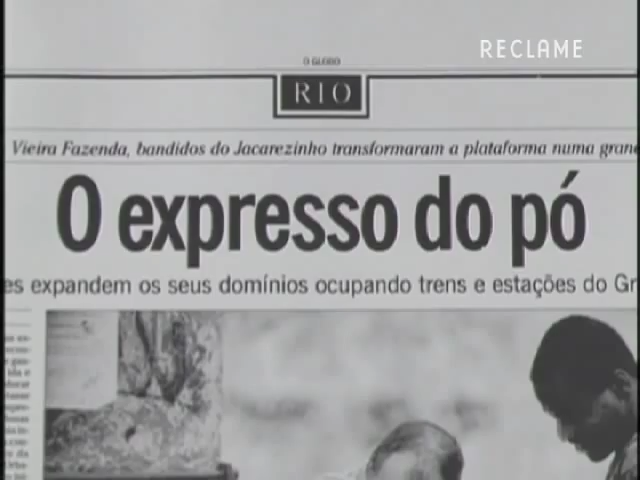 RECLAME
O GLOBO
RIO
Vieira Fazenda, bandidos do Jacarezinho transformaram a plataforma numa grand
O expresso do pó
es expandem os seus domínios ocupando trens e estações do Gr